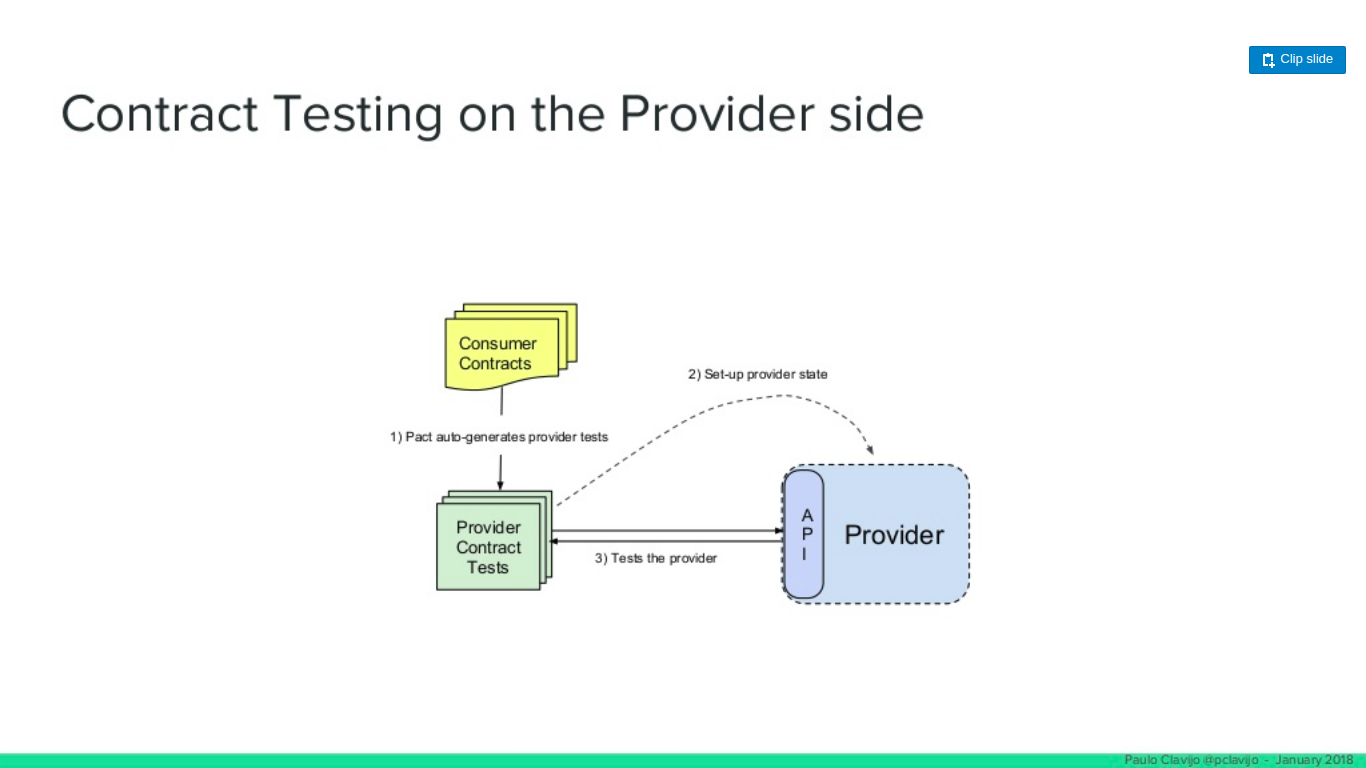 Clip slide
Contract Testing on the Provider side
Consumer
Contracts
2) Set-up provider state
1) Pact auto-generates provider tests
Provider
Contract
Tests
A
P
I
Provider
3) Tests the provider
Paulo Clavijo @pclavijo - January 2018